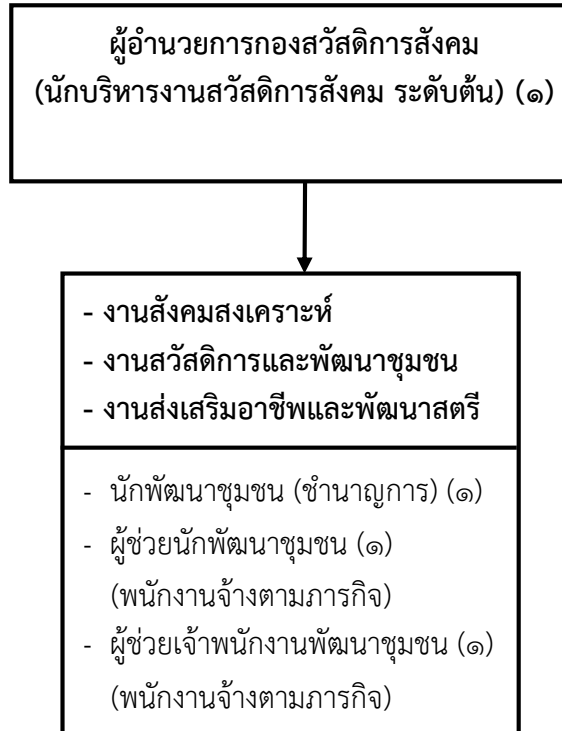 ผู้อำนวยการกองสวัสดิการสังคม
(นักบริหารงานสวัสดิการสังคม ระดับต้น) (๑)
- งานสังคมสงเคราะห์
- งานสวัสดิการและพัฒนาชุมชน
- งานส่งเสริมอาชีพและพัฒนาสตรี
- นักพัฒนาชุมชน (ชำนาญการ) (๑)
- ผู้ช่วยนักพัฒนาชุมชน (๑)
(พนักงานจ้างตามภารกิจ)
- ผู้ช่วยเจ้าพนักงานพัฒนาชุมชน (๑)
(พนักงานจ้างตามภารกิจ)